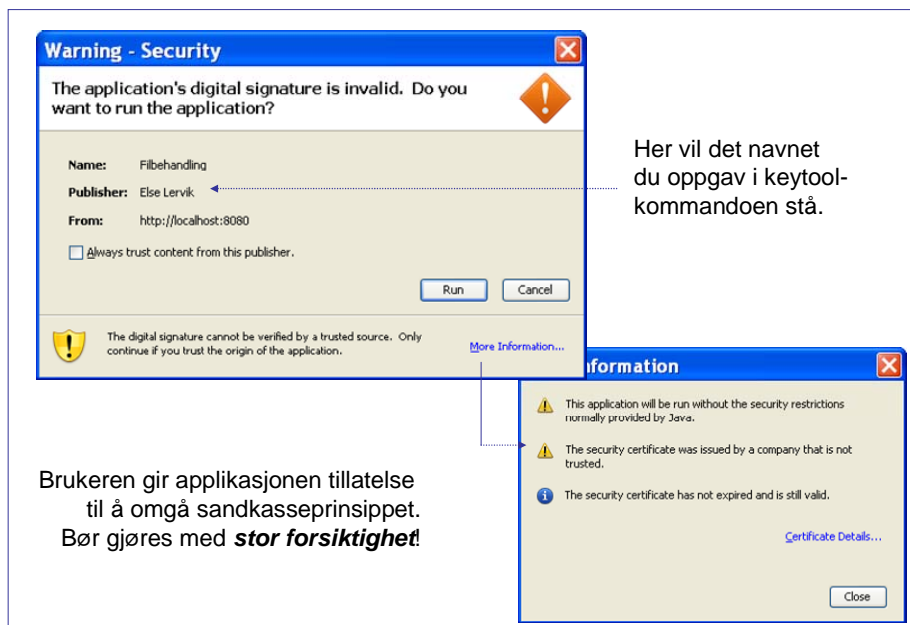 Warning - Security
The application's digital signature is invalid. Do you
want to run the application?
Name: Filbehandling
Publisher: Else Lervik
From: http://localhost:8080
Always trust content from this publisher.
Run Cancel
The digital signature cannot be verified by a trusted source. Only
continue if you trust the origin of the application.
More Information...
Her vil det navnet
du oppgav i keytool-
kommandoen stå.
formation
This application will be run without the security restrictions
normally provided by Java.
The security certificate was issued by a company that is not
trusted.
The security certificate has not expired and is still valid.
Certificate Details...
Close
Brukeren gir applikasjonen tillatelse
til å omgå sandkasseprinsippet.
Bør gjøres med stor forsiktighet!